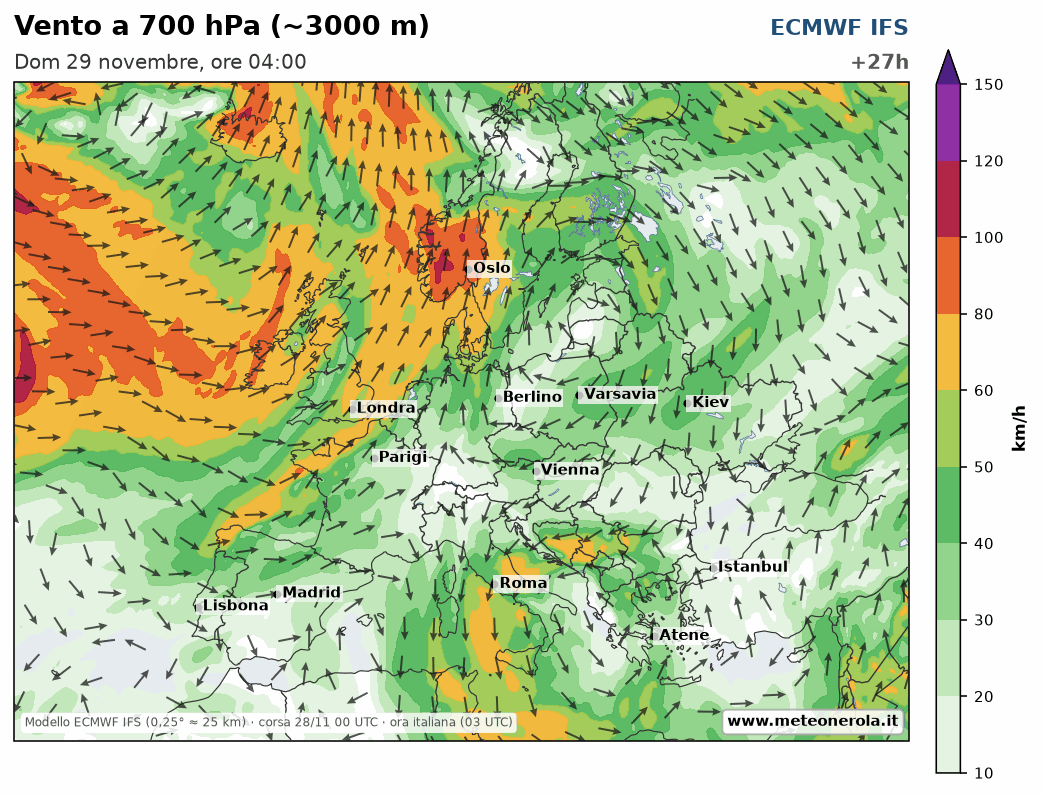 Vento a 700 hPa (~3000 m)
ECMWF IFS
Dom 29 novembre, ore 04:00
+27h
150
120
100
80
60
50
40
30
20
10
km/h
Oslo
Londra
Berlino
Varsavia
Kiev
Parigi
Vienna
Roma
Istanbul
Madrid
Lisbona
Atene
Modello ECMWF IFS (0,25° ≈ 25 km) · corsa 28/11 00 UTC · ora italiana (03 UTC)
www.meteonerola.it